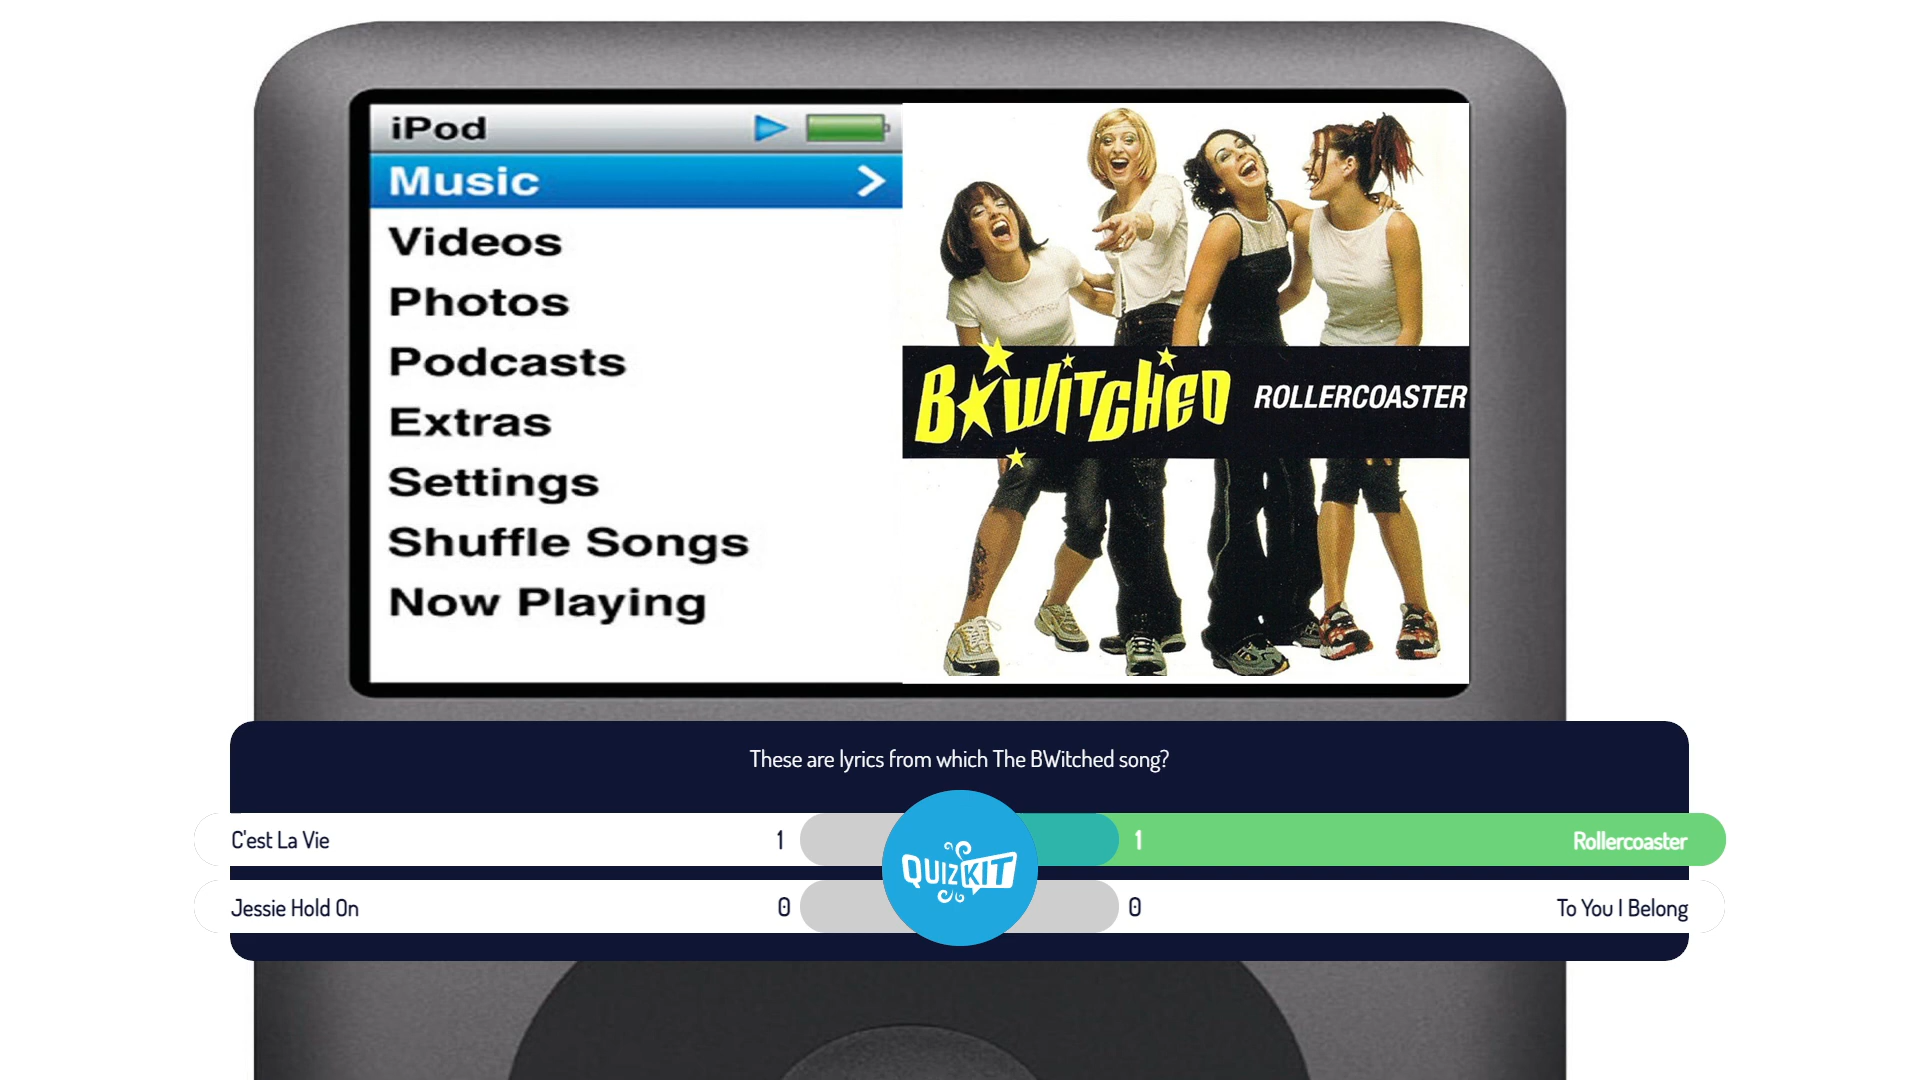 iPod
Music
Videos
Photos
Podcasts
Extras
Settings
Shuffle Songs
Now Playing
B★WITCHED ROLLERCOASTER
These are lyrics from which The BWitched song?
C'est La Vie 1
1 Rollercoaster
Jessie Hold On 0
0 To You I Belong
QUIZKIT